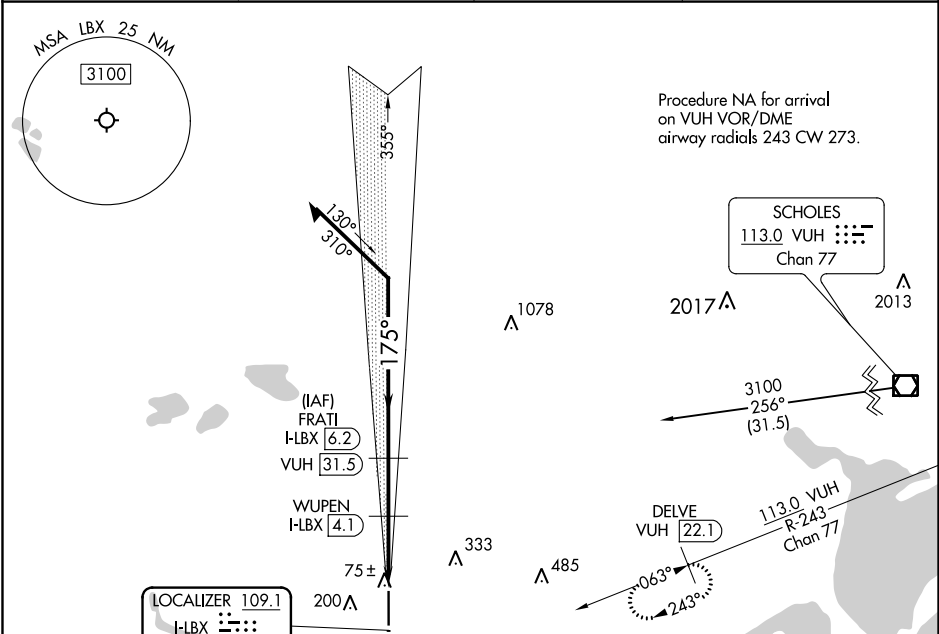 MSA LBX 25 NM
3100
355°
130°
310°
175°
Procedure NA for arrival
on VUH VOR/DME
airway radials 243 CW 273.
SCHOLES
113.0 VUH
Chan 77
2017
2013
1078
3100
256°
(31.5)
(IAF)
FRATI
I-LBX 6.2
VUH 31.5
WUPEN
I-LBX 4.1
DELVE
VUH 22.1
113.0 VUH
R-243
Chan 77
063°
243°
333
485
75±
200
LOCALIZER 109.1
I-LBX